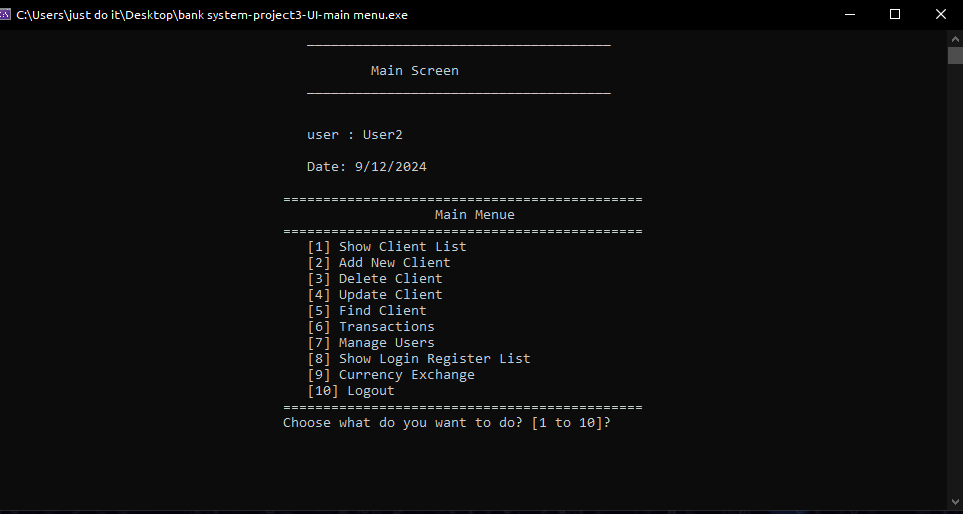 C:\Users\just do it\Desktop\bank system-project3-UI-main menu.exe
______________________________________
Main Screen
______________________________________
user : User2
Date: 9/12/2024
=============================================
Main Menue
=============================================
[1] Show Client List
[2] Add New Client
[3] Delete Client
[4] Update Client
[5] Find Client
[6] Transactions
[7] Manage Users
[8] Show Login Register List
[9] Currency Exchange
[10] Logout
=============================================
Choose what do you want to do? [1 to 10]?